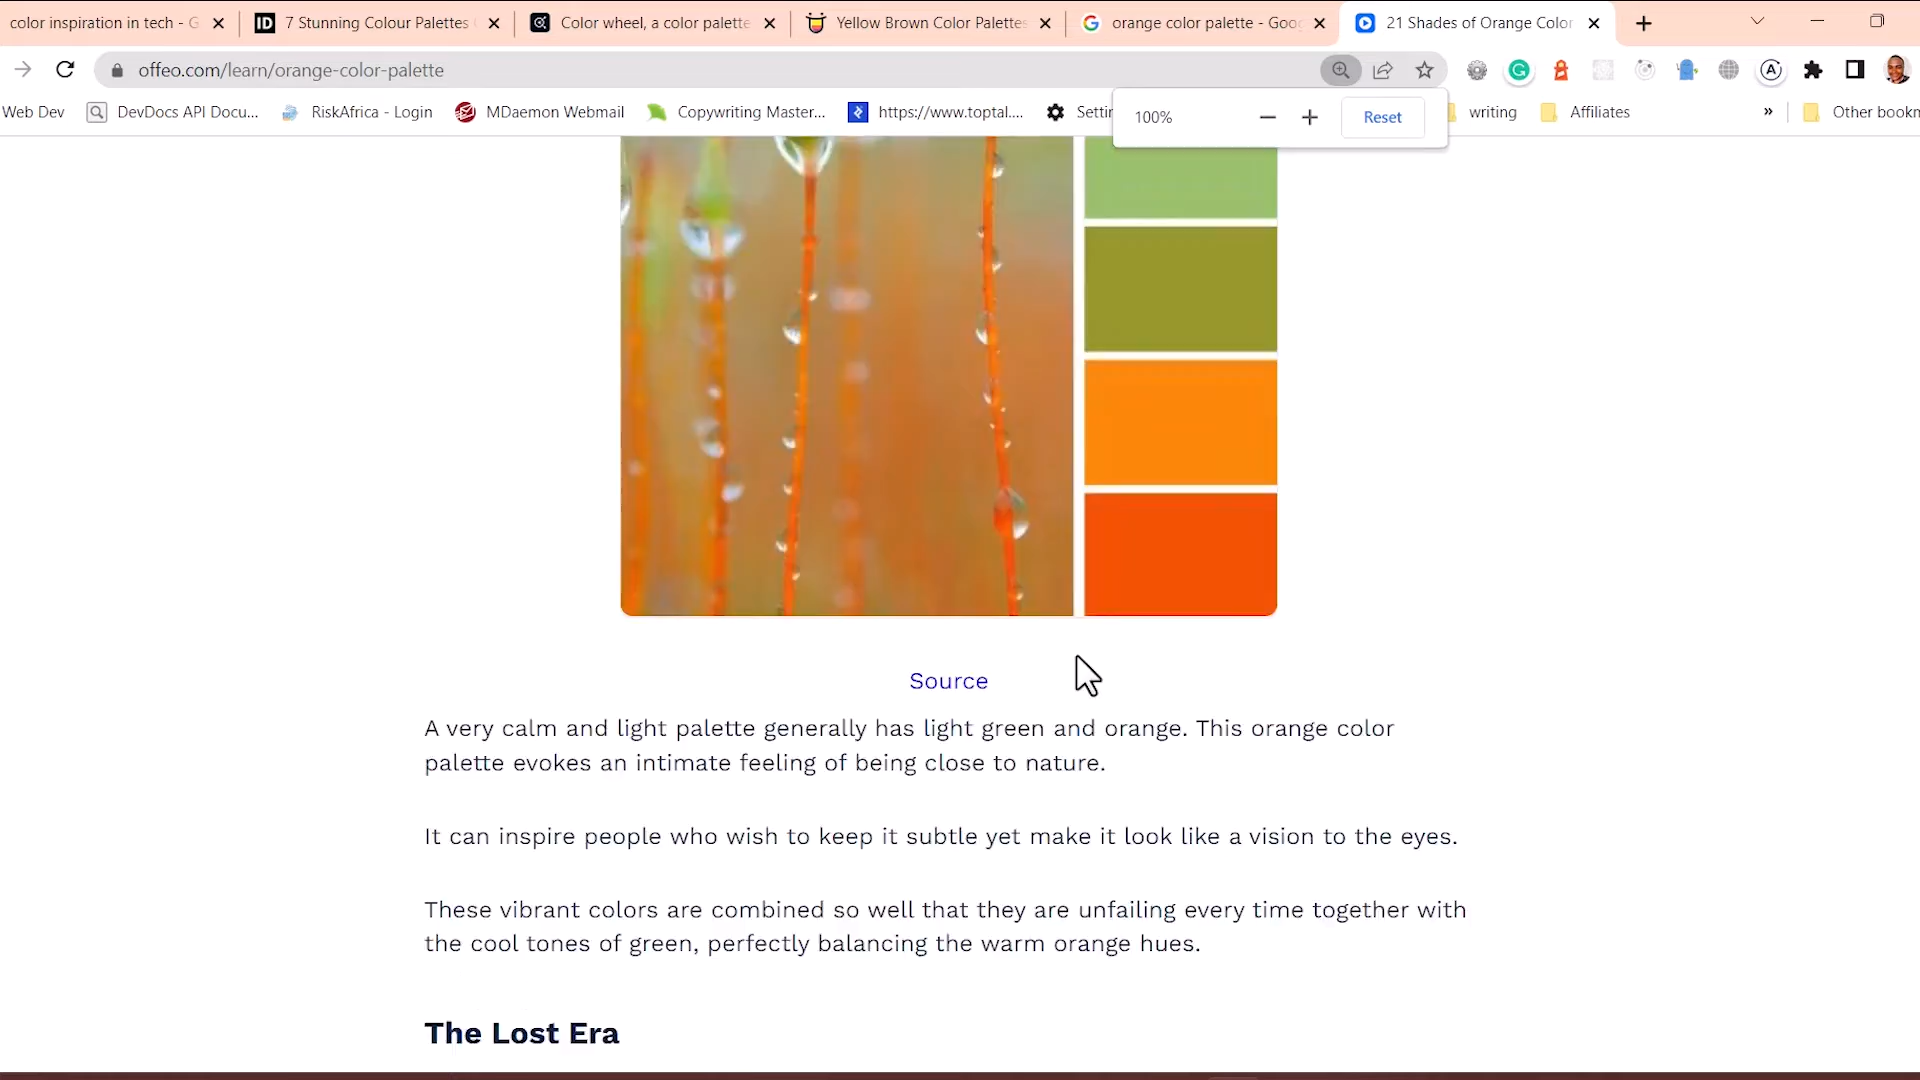 color inspiration in tech - G
7 Stunning Colour Palettes
Color wheel, a color palette
Yellow Brown Color Palettes
orange color palette - Goog
21 Shades of Orange Color
offeo.com/learn/orange-color-palette
Web Dev
DevDocs API Docu...
RiskAfrica - Login
MDaemon Webmail
Copywriting Master...
https://www.toptal....
Settin
writing
Affiliates
»
Other bookn
100%
Reset
Source
A very calm and light palette generally has light green and orange. This orange color
palette evokes an intimate feeling of being close to nature.
It can inspire people who wish to keep it subtle yet make it look like a vision to the eyes.
These vibrant colors are combined so well that they are unfailing every time together with
the cool tones of green, perfectly balancing the warm orange hues.
The Lost Era